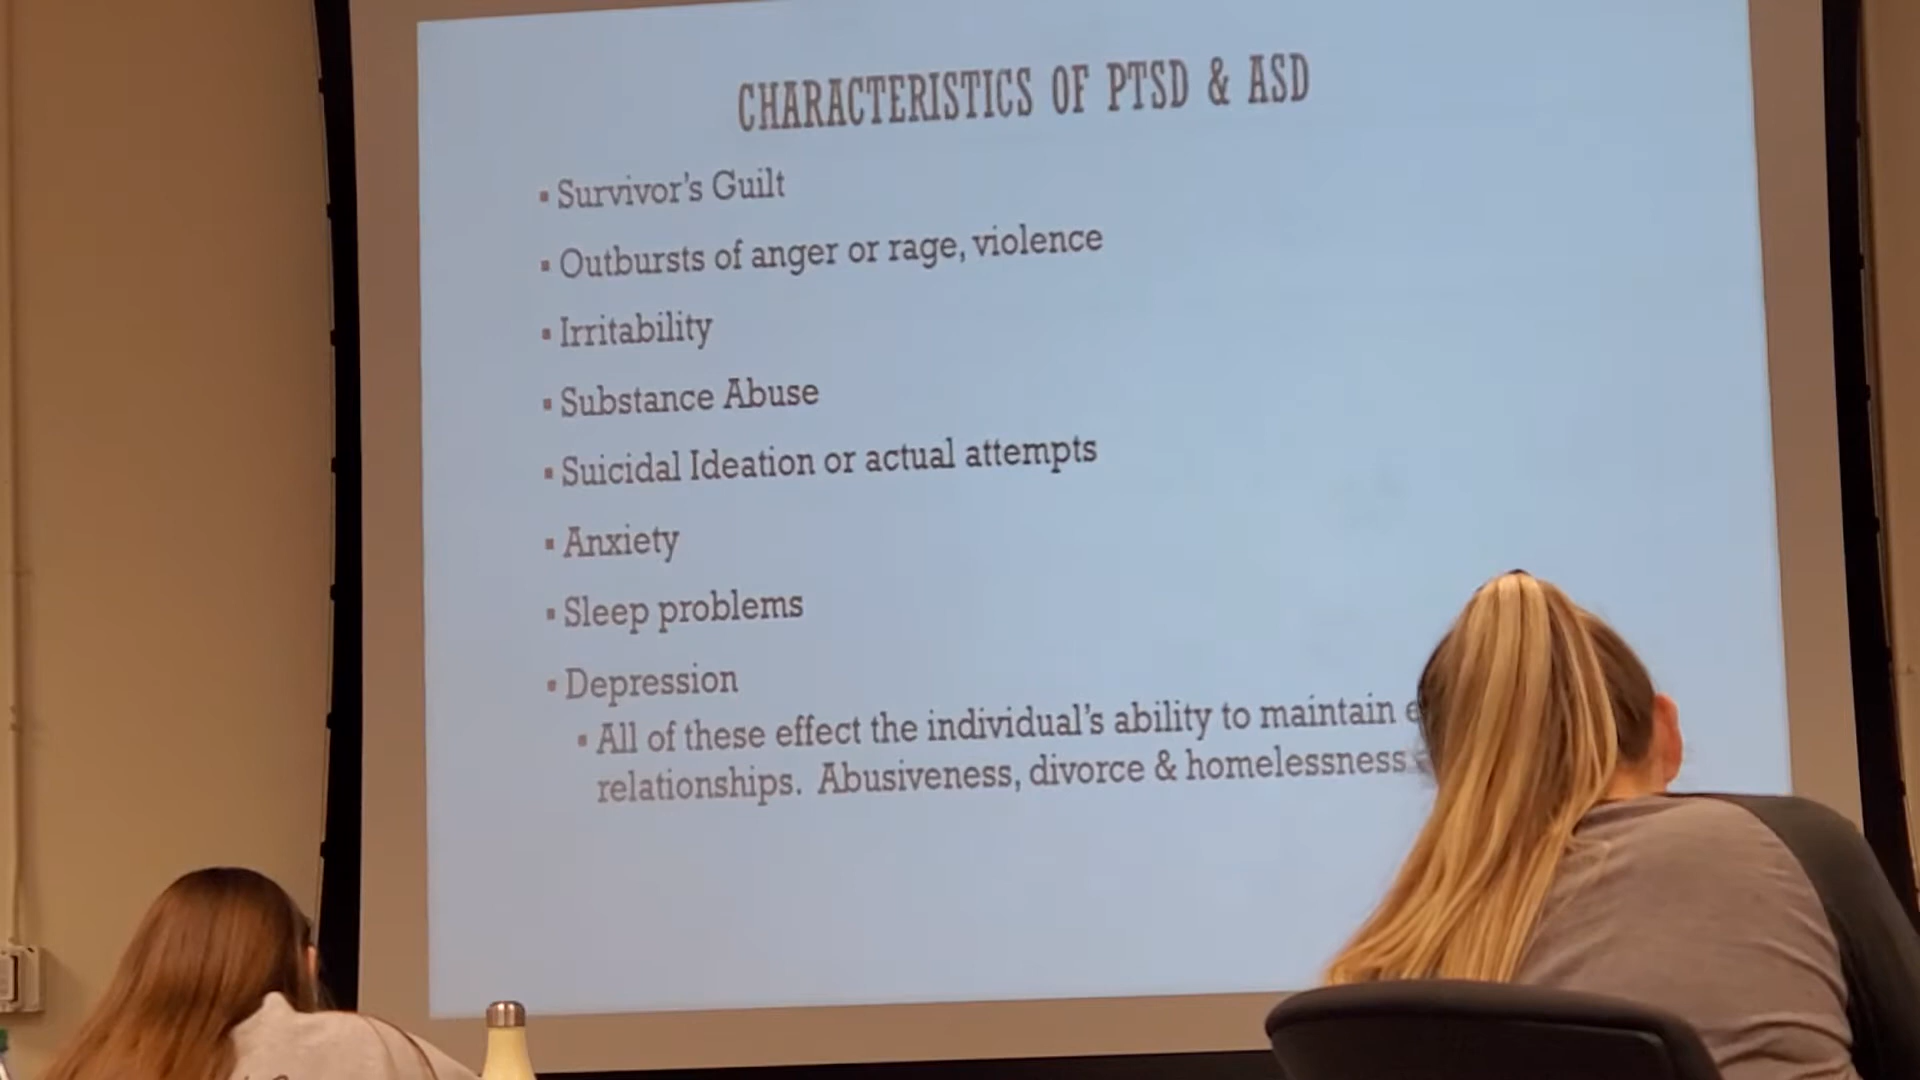 CHARACTERISTICS OF PTSD & ASD
▪ Survivor's Guilt
▪ Outbursts of anger or rage, violence
▪ Irritability
▪ Substance Abuse
▪ Suicidal Ideation or actual attempts
▪ Anxiety
▪ Sleep problems
▪ Depression
▪ All of these effect the individual's ability to maintain
relationships. Abusiveness, divorce & homelessness